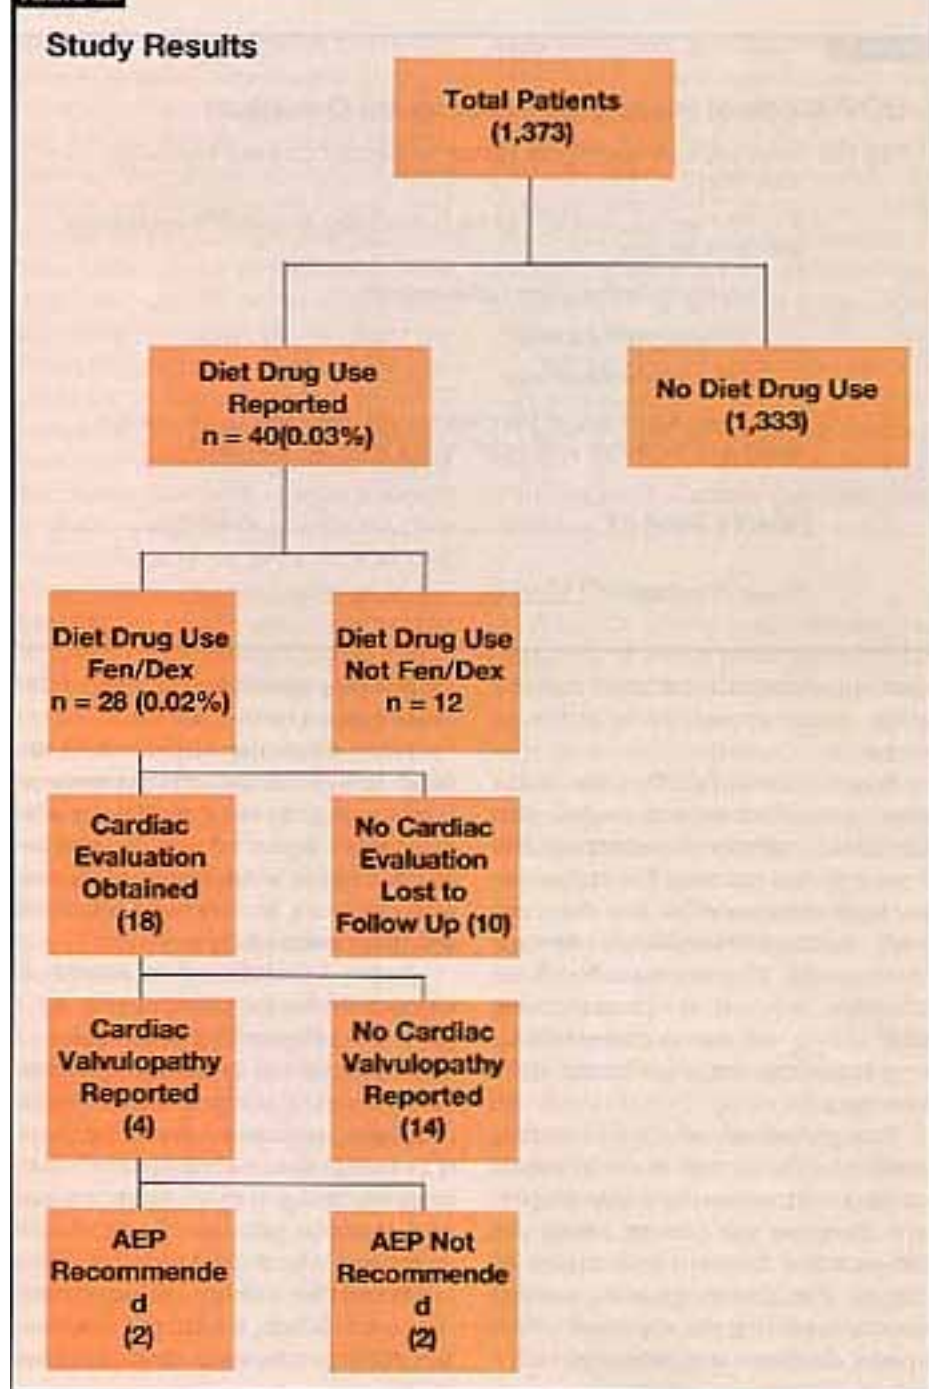 Study Results
Total Patients
(1,373)
Diet Drug Use
Reported
n = 40(0.03%)
No Diet Drug Use
(1,333)
Diet Drug Use
Fen/Dex
n = 28 (0.02%)
Diet Drug Use
Not Fen/Dex
n = 12
Cardiac
Evaluation
Obtained
(18)
No Cardiac
Evaluation
Lost to
Follow Up (10)
Cardiac
Valvulopathy
Reported
(4)
No Cardiac
Valvulopathy
Reported
(14)
AEP
Recommende
d
(2)
AEP Not
Recommende
d
(2)